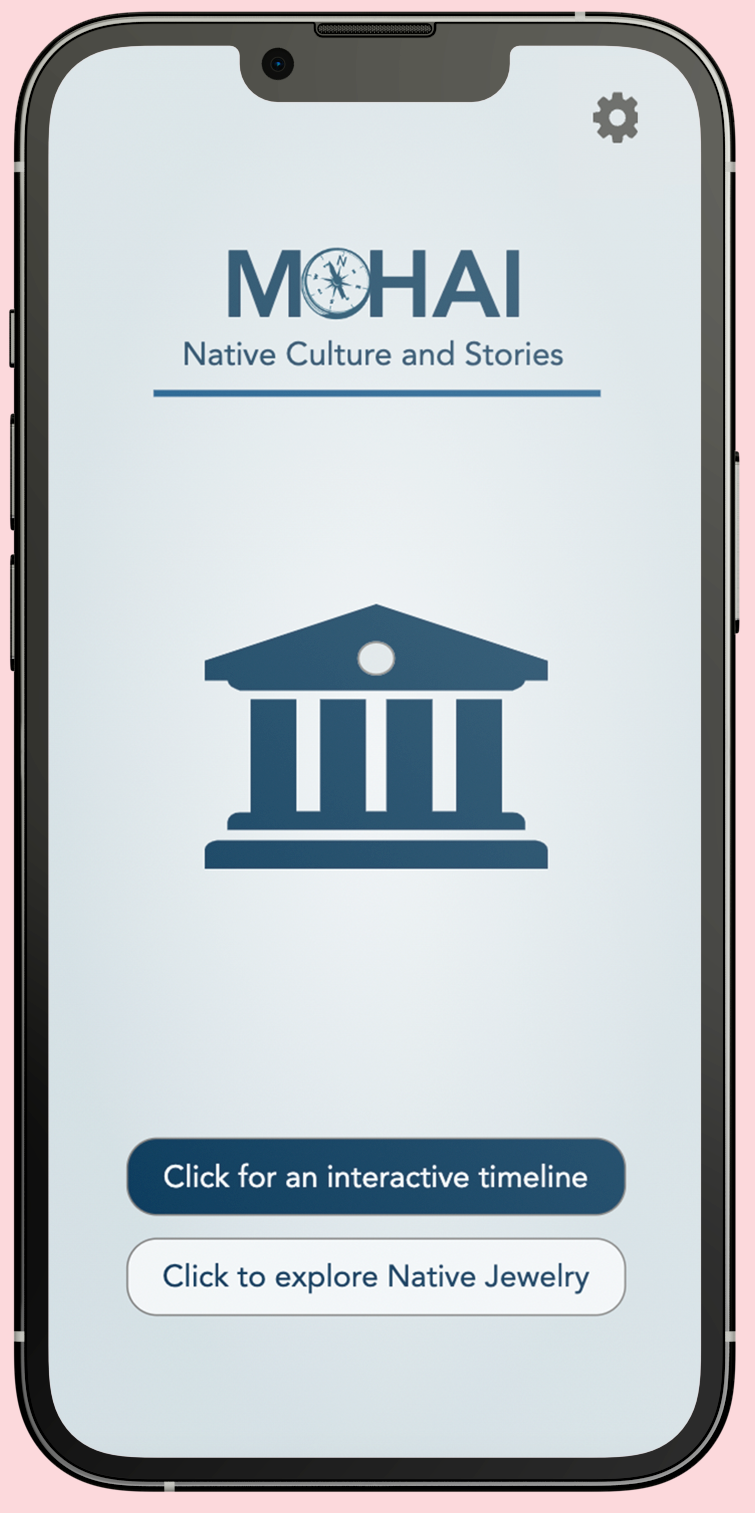 MOHAI
Native Culture and Stories
Click for an interactive timeline
Click to explore Native Jewelry